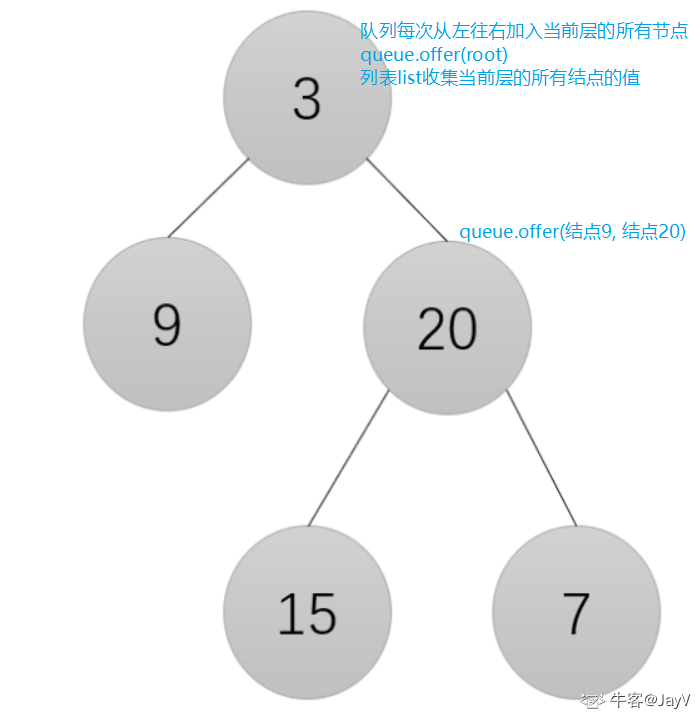 队列每次从左往右加入当前层的所有节点
queue.offer(root)
列表list收集当前层的所有结点的值
3
queue.offer(结点9, 结点20)
9
20
15
7
牛客@JayV